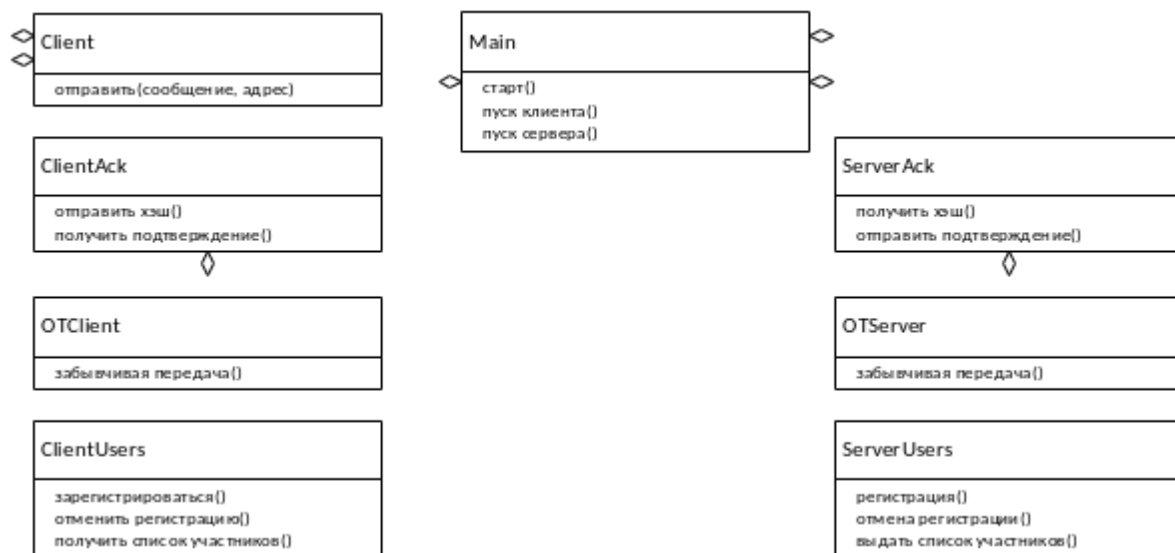 Client
отправить(сообщение, адрес)
Main
старт()
пуск клиента()
пуск сервера()
ClientAck
отправить хэш()
получить подтверждение()
ServerAck
получить хэш()
отправить подтверждение()
OTClient
забывчивая передача()
OTServer
забывчивая передача()
ClientUsers
зарегистрироваться()
отменить регистрацию()
получить список участников()
ServerUsers
регистрация()
отмена регистрации()
выдать список участников()